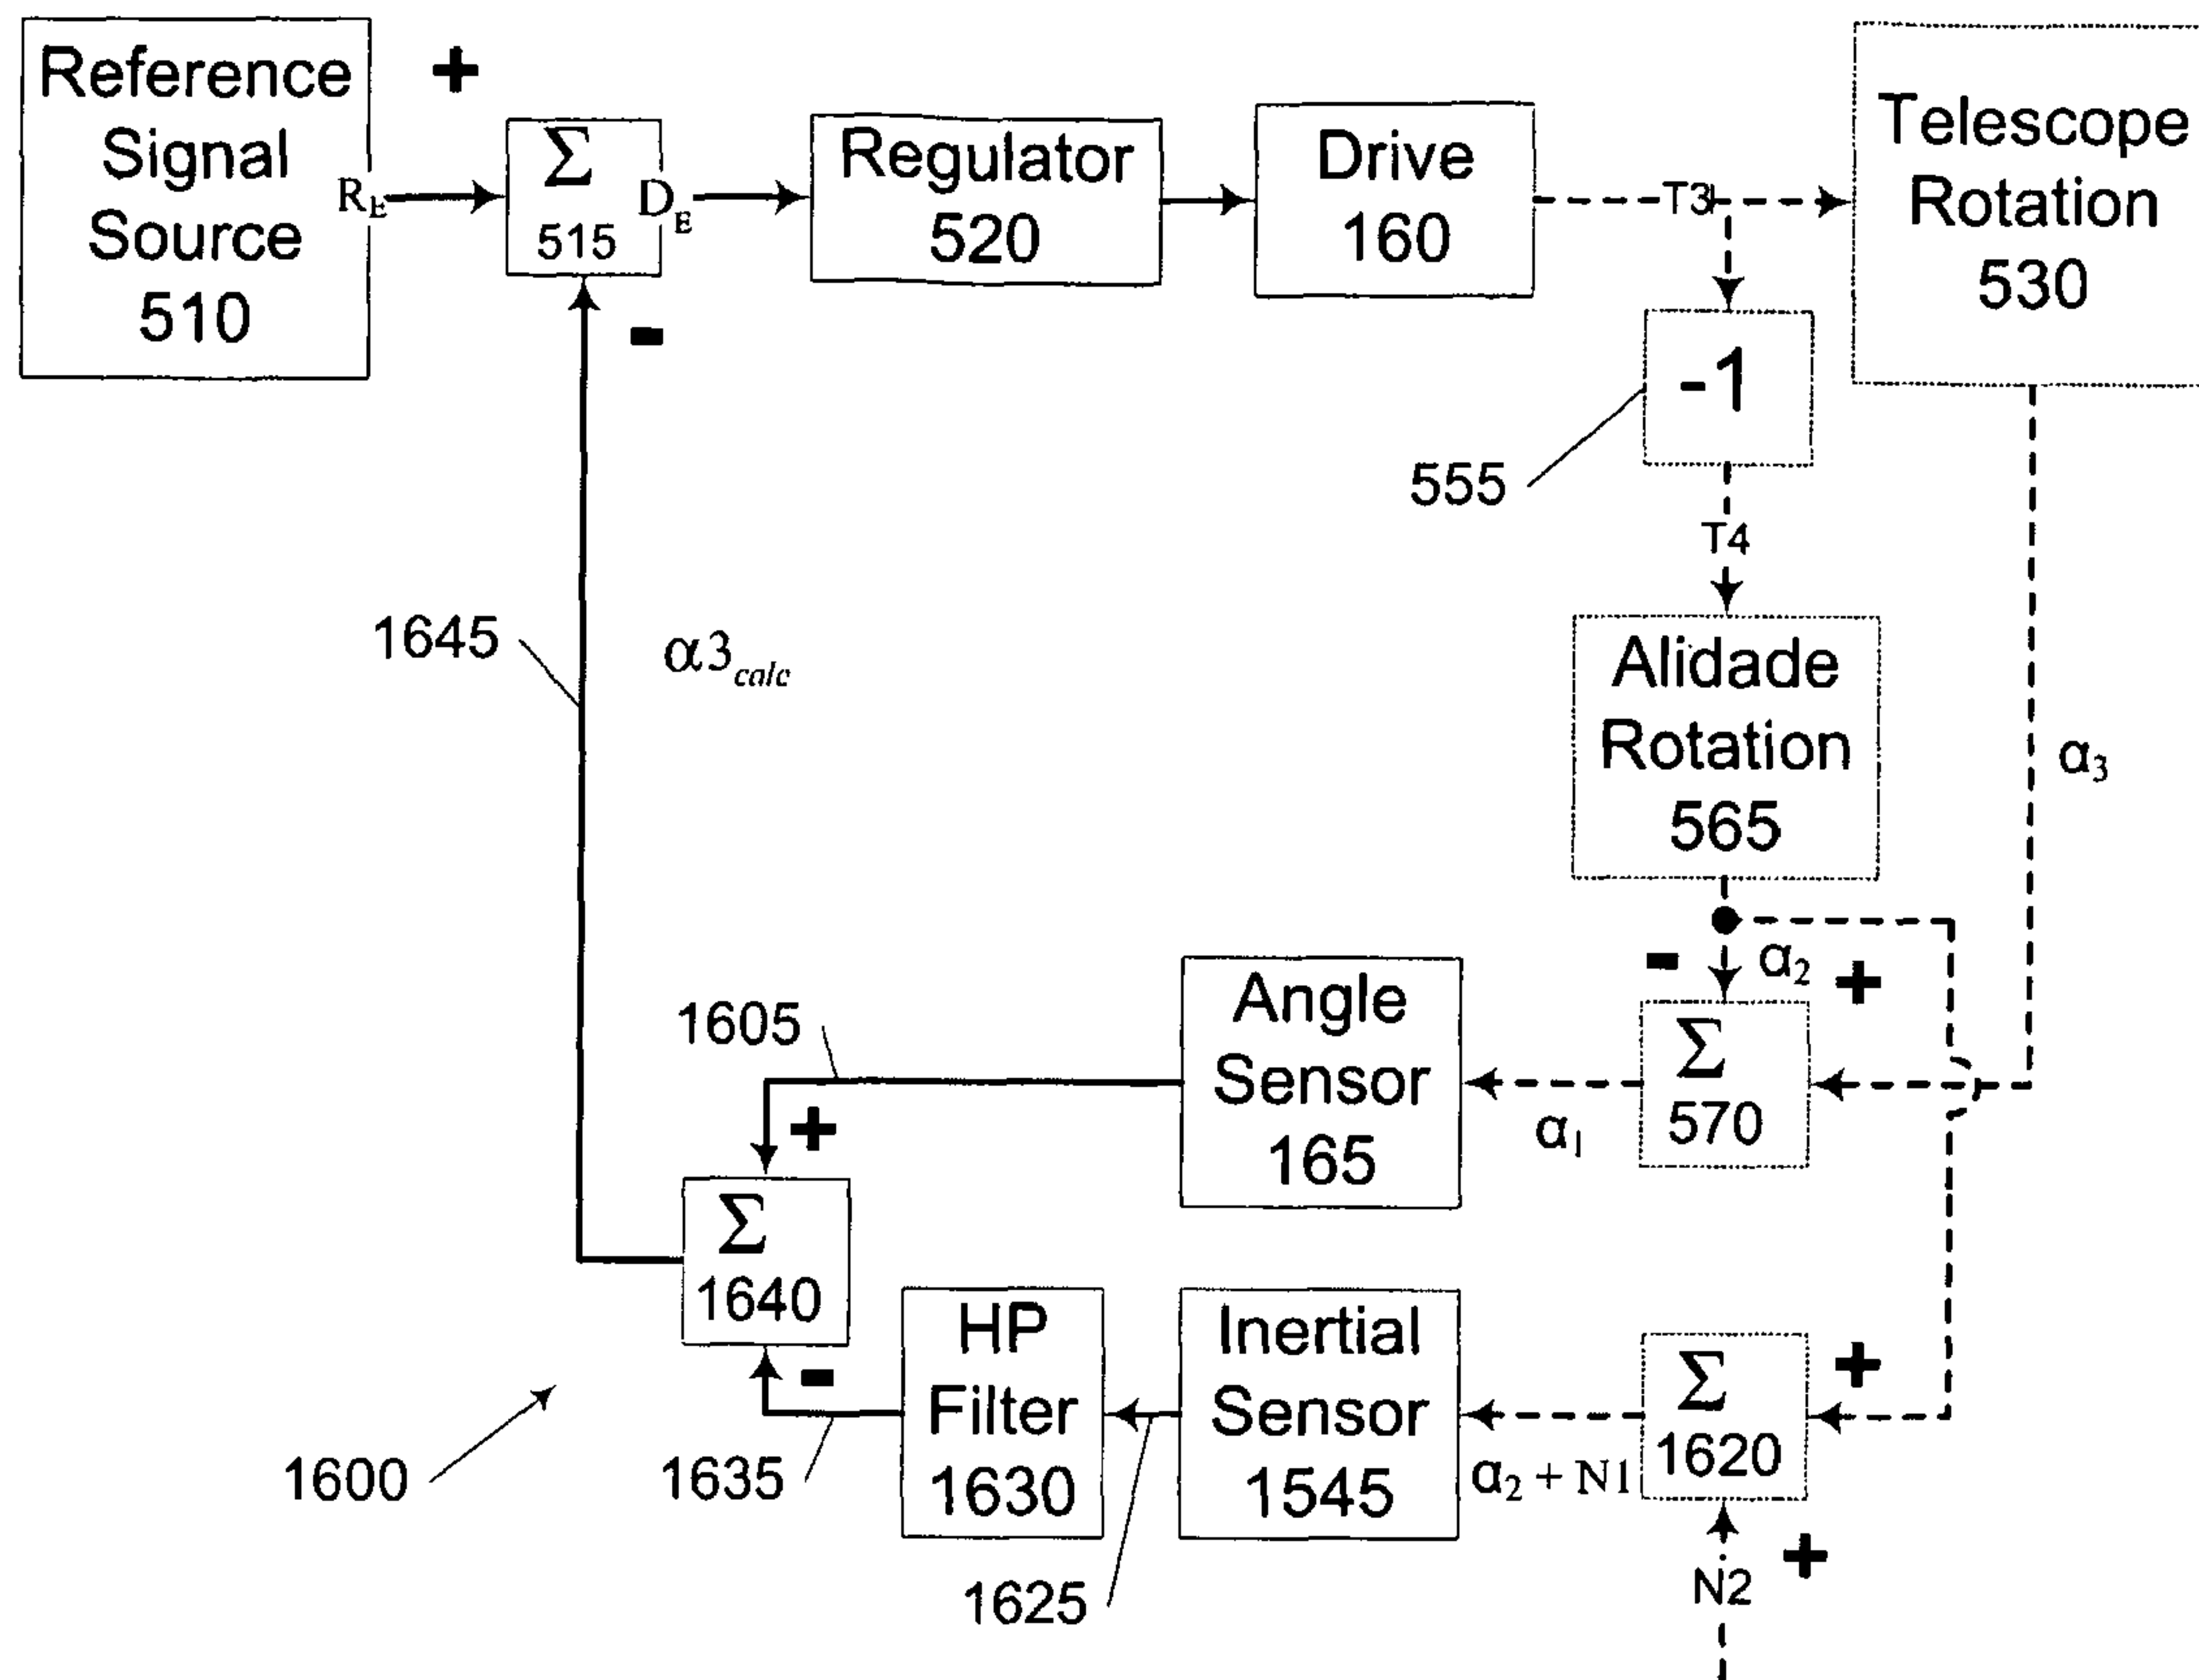 Reference
Signal
Source
510
+
R_E
Σ
515
D_E
-
Regulator
520
Drive
160
T3
Telescope
Rotation
530
-1
555
T4
Alidade
Rotation
565
α₃
1645
α3_calc
-
α₂
+
Σ
570
α₁
Angle
Sensor
165
1605
+
Σ
1640
-
HP
Filter
1630
1635
Inertial
Sensor
1545
1625
α₂ + N1
Σ
1620
+
+
N2
1600